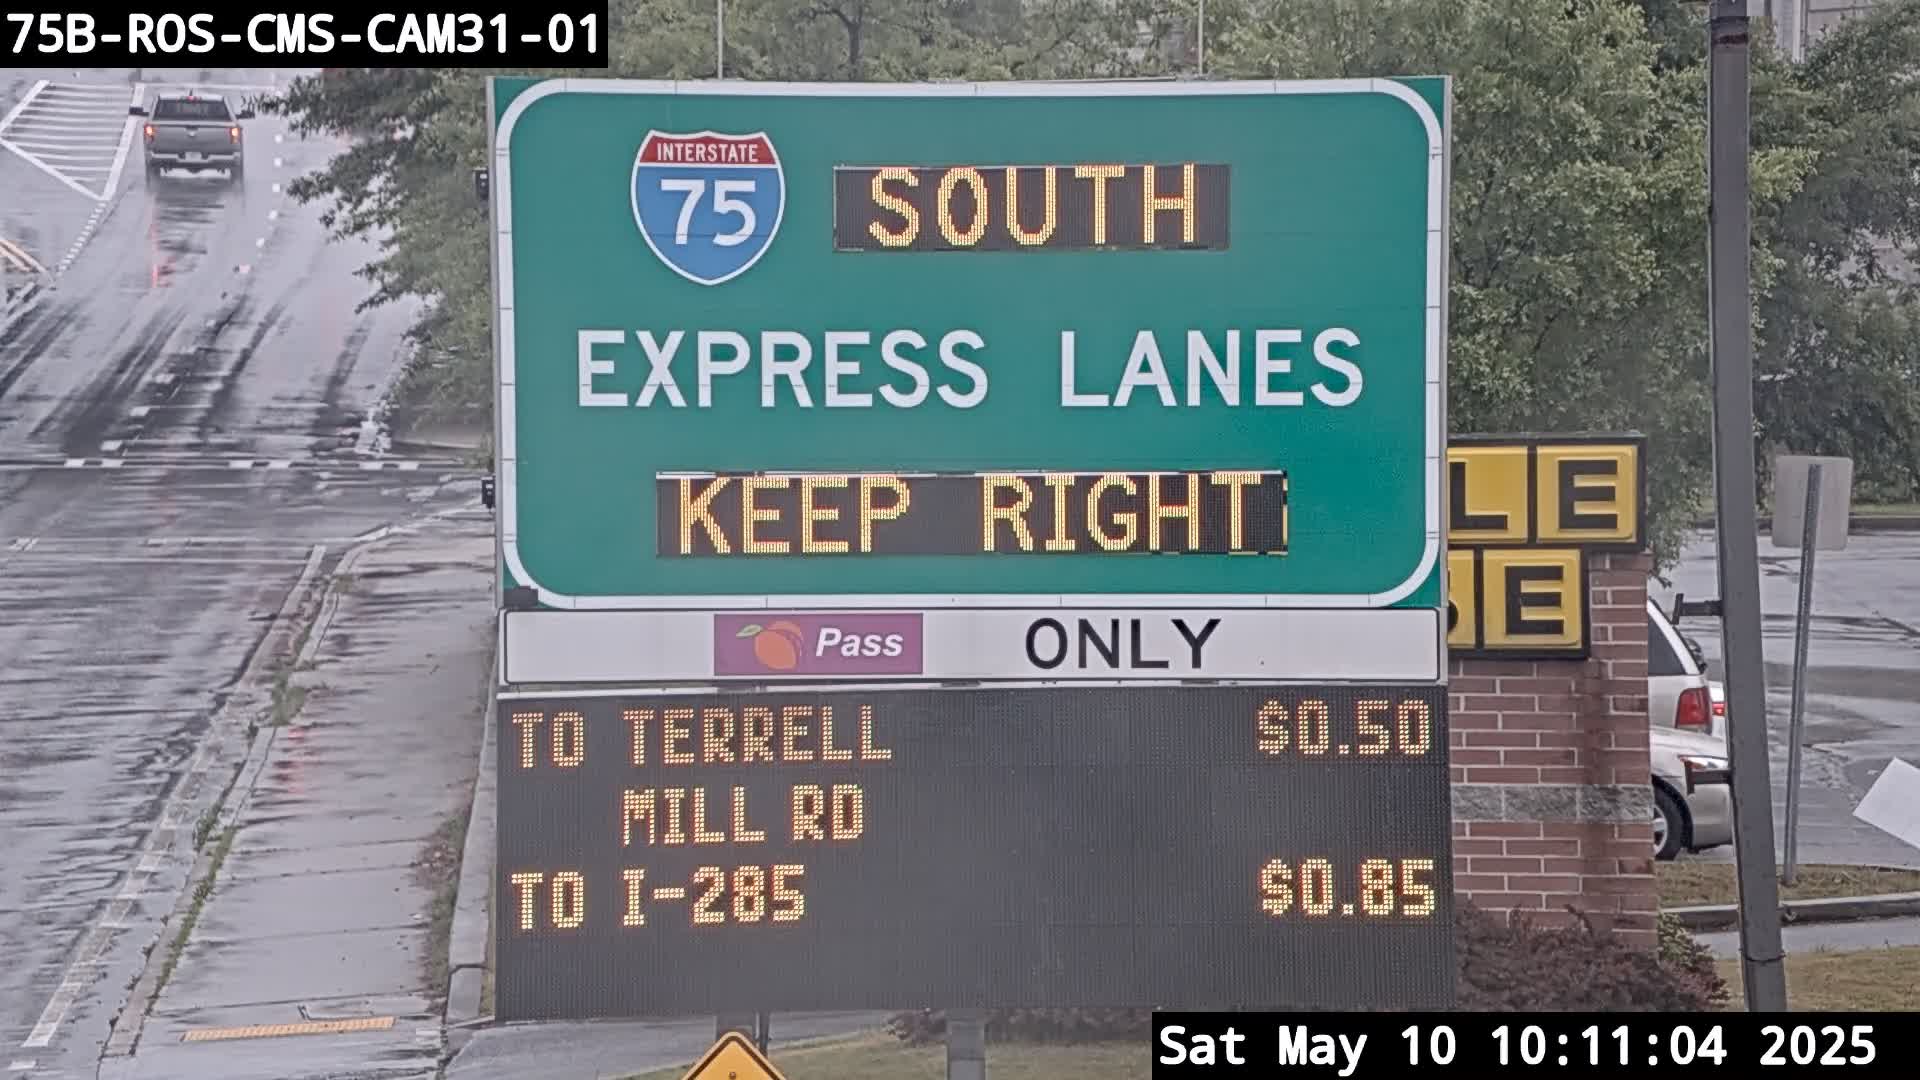 75B-ROS-CMS-CAM31-01
INTERSTATE
75
SOUTH
EXPRESS LANES
KEEP RIGHT
Pass ONLY
TO TERRELL $0.50
MILL RD
TO I-285 $0.85
LE
E
Sat May 10 10:11:04 2025